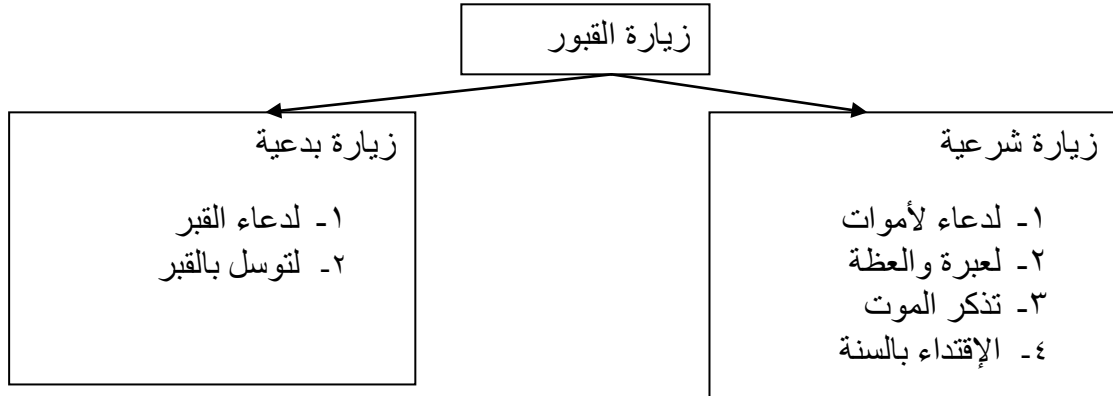 زيارة القبور
زيارة شرعية
١- لدعاء لأموات
٢- لعبرة والعظة
٣- تذكر الموت
٤- الإقتداء بالسنة
زيارة بدعية
١- لدعاء القبر
٢- لتوسل بالقبر